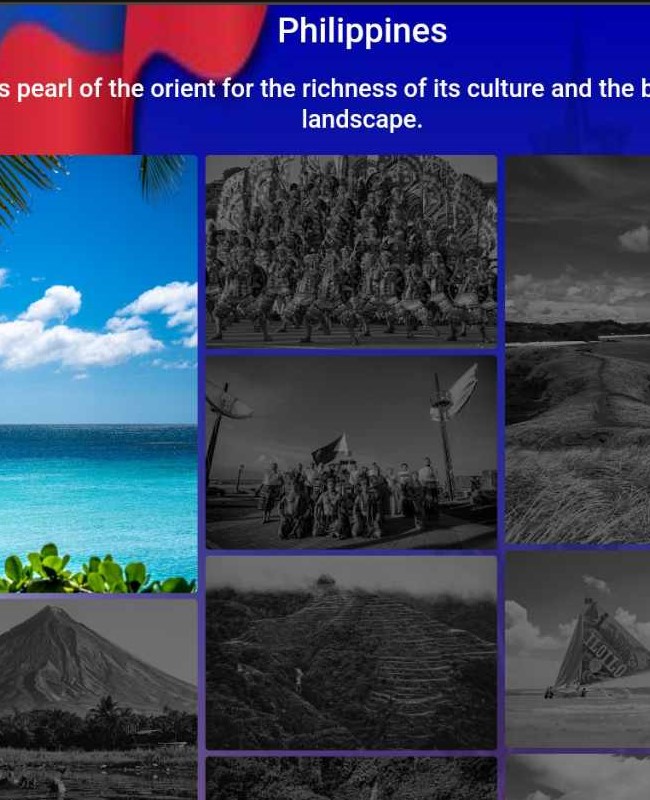 Philippines
s pearl of the orient for the richness of its culture and the b
landscape.